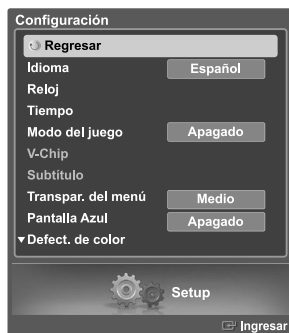 Configuración
Regresar
Idioma Español
Reloj
Tiempo
Modo del juego Apagado
V-Chip
Subtítulo
Transpar. del menú Medio
Pantalla Azul Apagado
▼Defect. de color
Setup
Ingresar